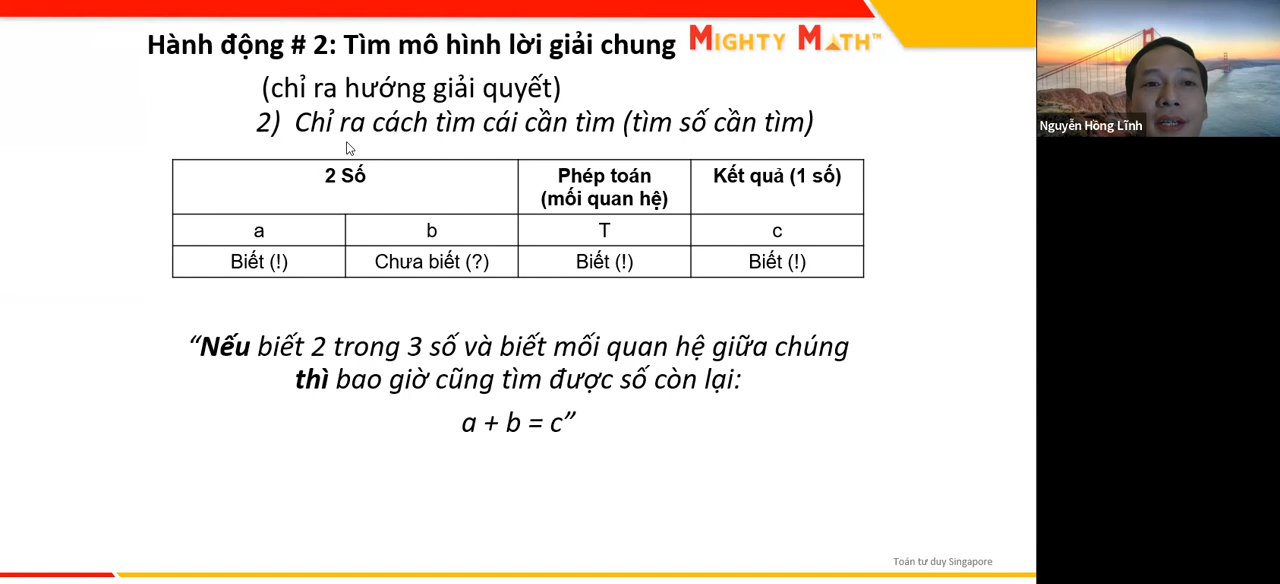 Hành động # 2: Tìm mô hình lời giải chung
MIGHTY MATH™
(chỉ ra hướng giải quyết)
2) Chỉ ra cách tìm cái cần tìm (tìm số cần tìm)
2 Số
Phép toán
(mối quan hệ)
Kết quả (1 số)
a
b
T
c
Biết (!)
Chưa biết (?)
Biết (!)
Biết (!)
“Nếu biết 2 trong 3 số và biết mối quan hệ giữa chúng
thì bao giờ cũng tìm được số còn lại:
a + b = c”
Toán tư duy Singapore
Nguyễn Hồng Lĩnh